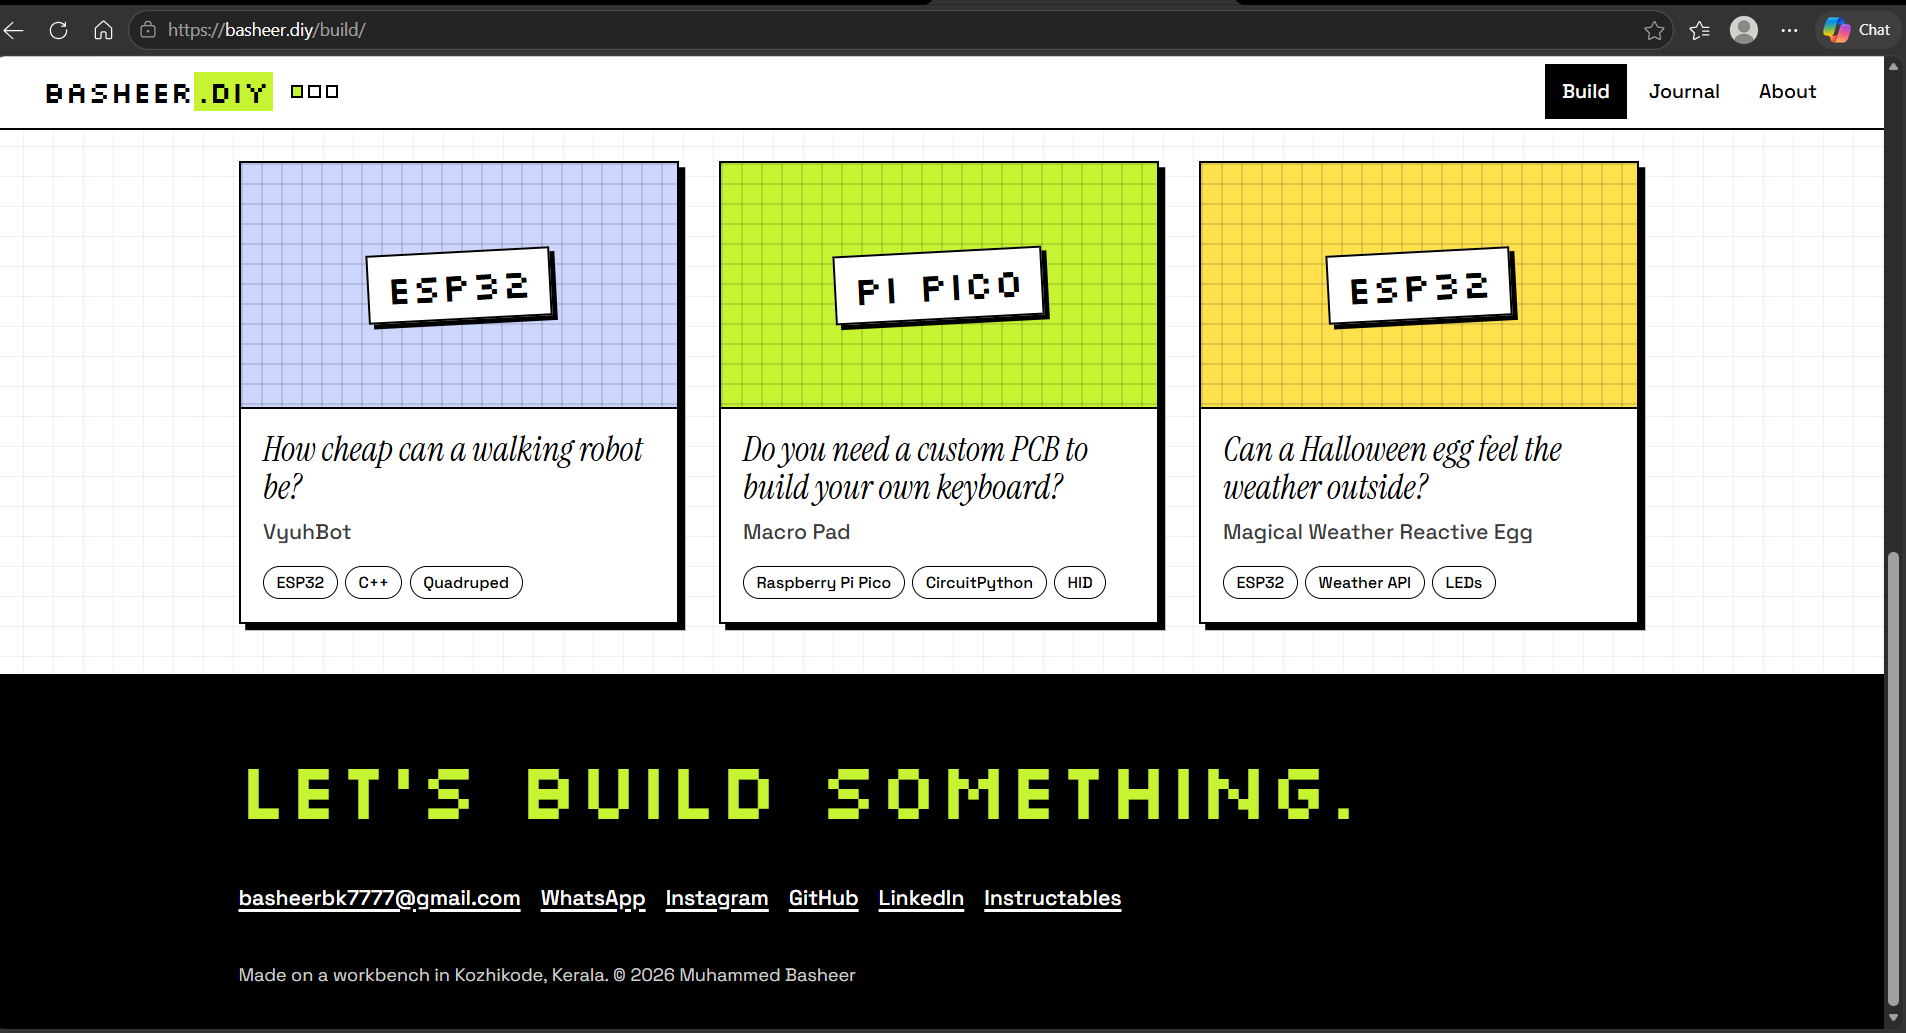 https://basheer.diy/build/
Chat
BASHEER.DIY
Build Journal About
ESP32
PI PICO
ESP32
How cheap can a walking robot
be?
VyuhBot
ESP32 C++ Quadruped
Do you need a custom PCB to
build your own keyboard?
Macro Pad
Raspberry Pi Pico CircuitPython HID
Can a Halloween egg feel the
weather outside?
Magical Weather Reactive Egg
ESP32 Weather API LEDs
LET'S BUILD SOMETHING.
basheerbk7777@gmail.com WhatsApp Instagram GitHub LinkedIn Instructables
Made on a workbench in Kozhikode, Kerala. © 2026 Muhammed Basheer